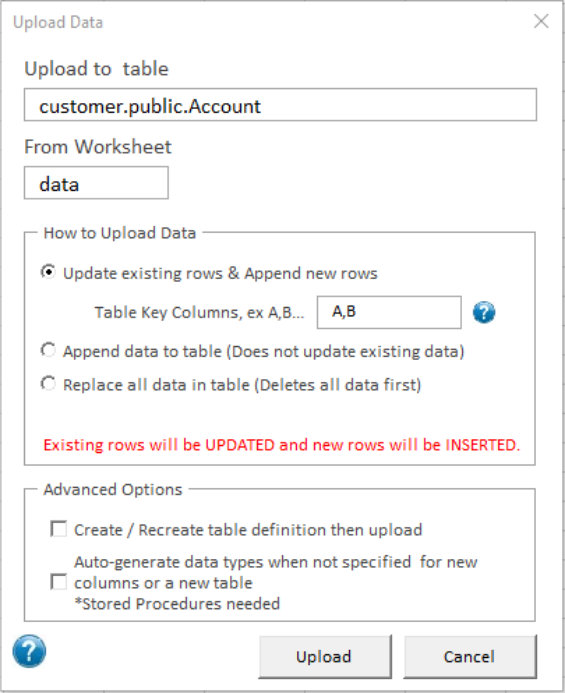 Upload Data
Upload to table
customer.public.Account
From Worksheet
data
How to Upload Data
Update existing rows & Append new rows
Table Key Columns, ex A,B... A,B ?
Append data to table (Does not update existing data)
Replace all data in table (Deletes all data first)
Existing rows will be UPDATED and new rows will be INSERTED.
Advanced Options
Create / Recreate table definition then upload
Auto-generate data types when not specified for new
columns or a new table
*Stored Procedures needed
? Upload Cancel